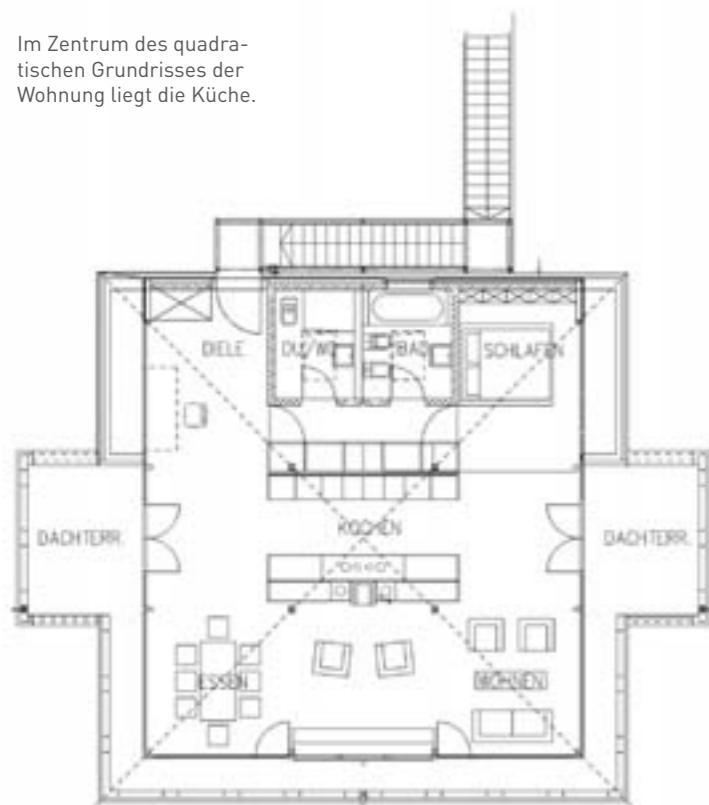 Im Zentrum des quadra-
tischen Grundrisses der
Wohnung liegt die Küche.
DIELE
DU/WC
BAD
SCHLAFEN
DACHTERR.
KOCHEN
DACHTERR.
ESSEN
WOHNEN